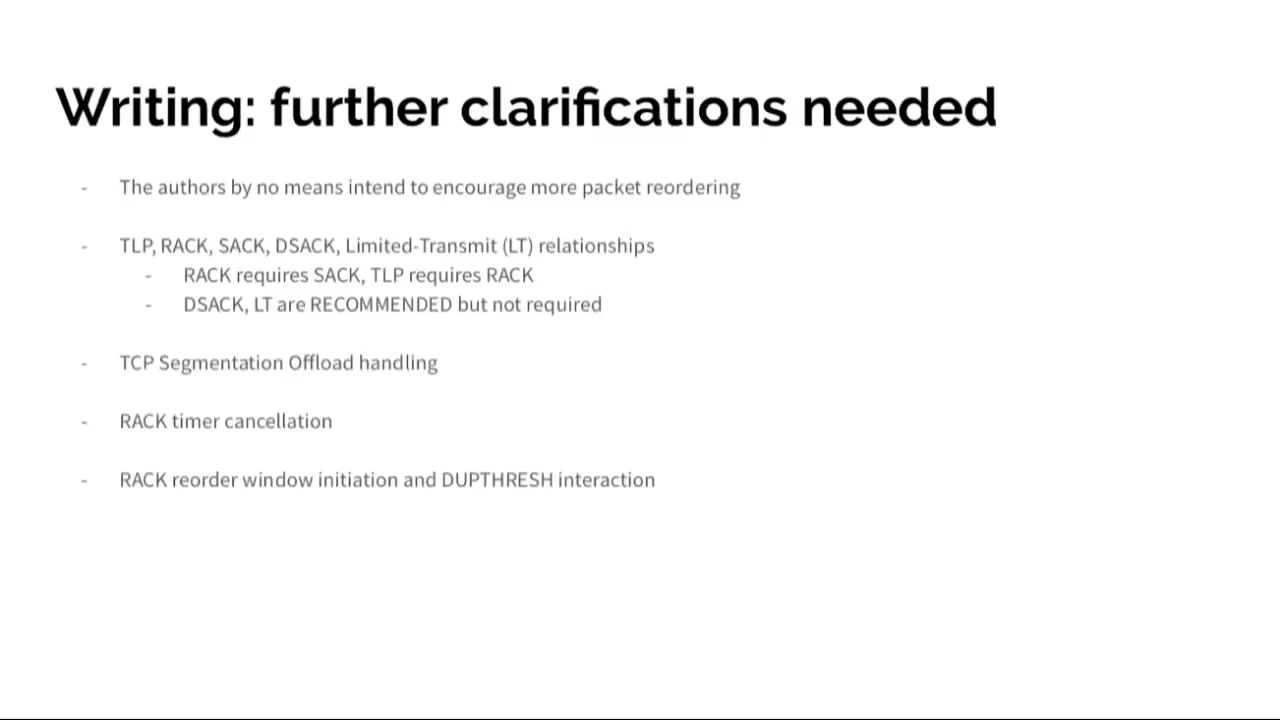 Writing: further clarifications needed
- The authors by no means intend to encourage more packet reordering
- TLP, RACK, SACK, DSACK, Limited-Transmit (LT) relationships
- RACK requires SACK, TLP requires RACK
- DSACK, LT are RECOMMENDED but not required
- TCP Segmentation Offload handling
- RACK timer cancellation
- RACK reorder window initiation and DUPTHRESH interaction